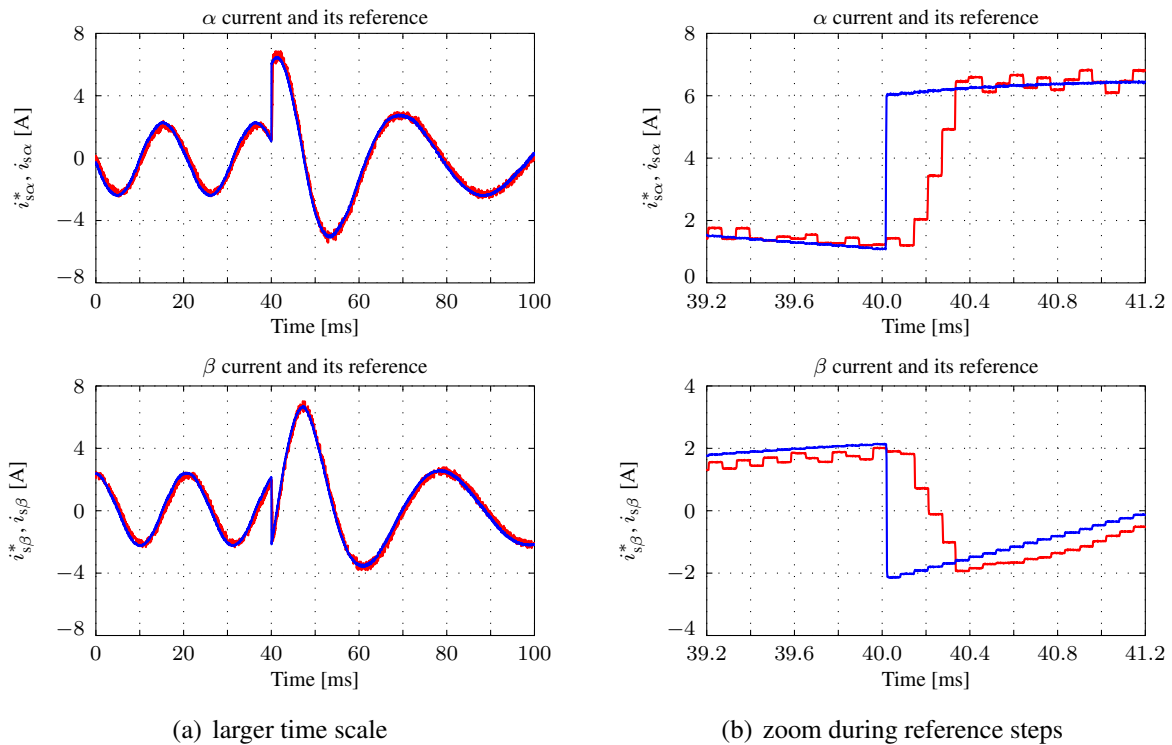 α current and its reference
8
4
0
−4
−8
i*sα, isα [A]
0 20 40 60 80 100
Time [ms]
α current and its reference
8
6
4
2
0
i*sα, isα [A]
39.2 39.6 40.0 40.4 40.8 41.2
Time [ms]
β current and its reference
8
4
0
−4
−8
i*sβ, isβ [A]
0 20 40 60 80 100
Time [ms]
β current and its reference
4
2
0
−2
−4
i*sβ, isβ [A]
39.2 39.6 40.0 40.4 40.8 41.2
Time [ms]
(a) larger time scale
(b) zoom during reference steps